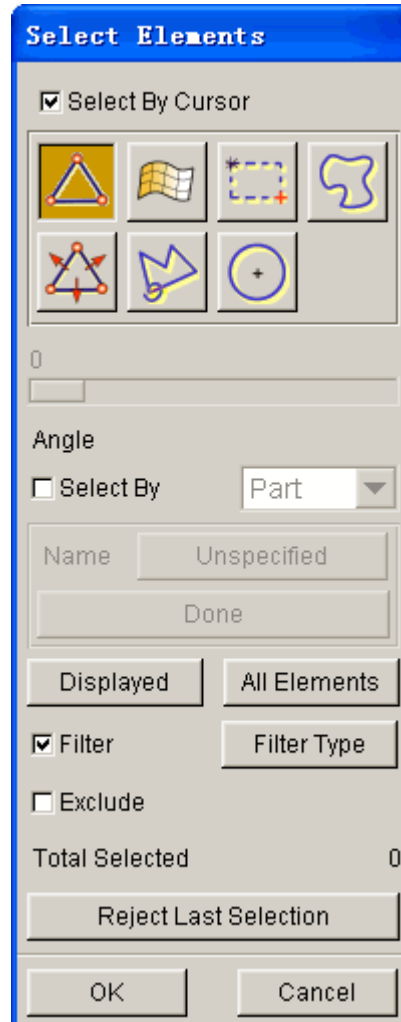 Select Elements
Select By Cursor
0
Angle
Select By Part
Name Unspecified
Done
Displayed All Elements
Filter Filter Type
Exclude
Total Selected 0
Reject Last Selection
OK Cancel